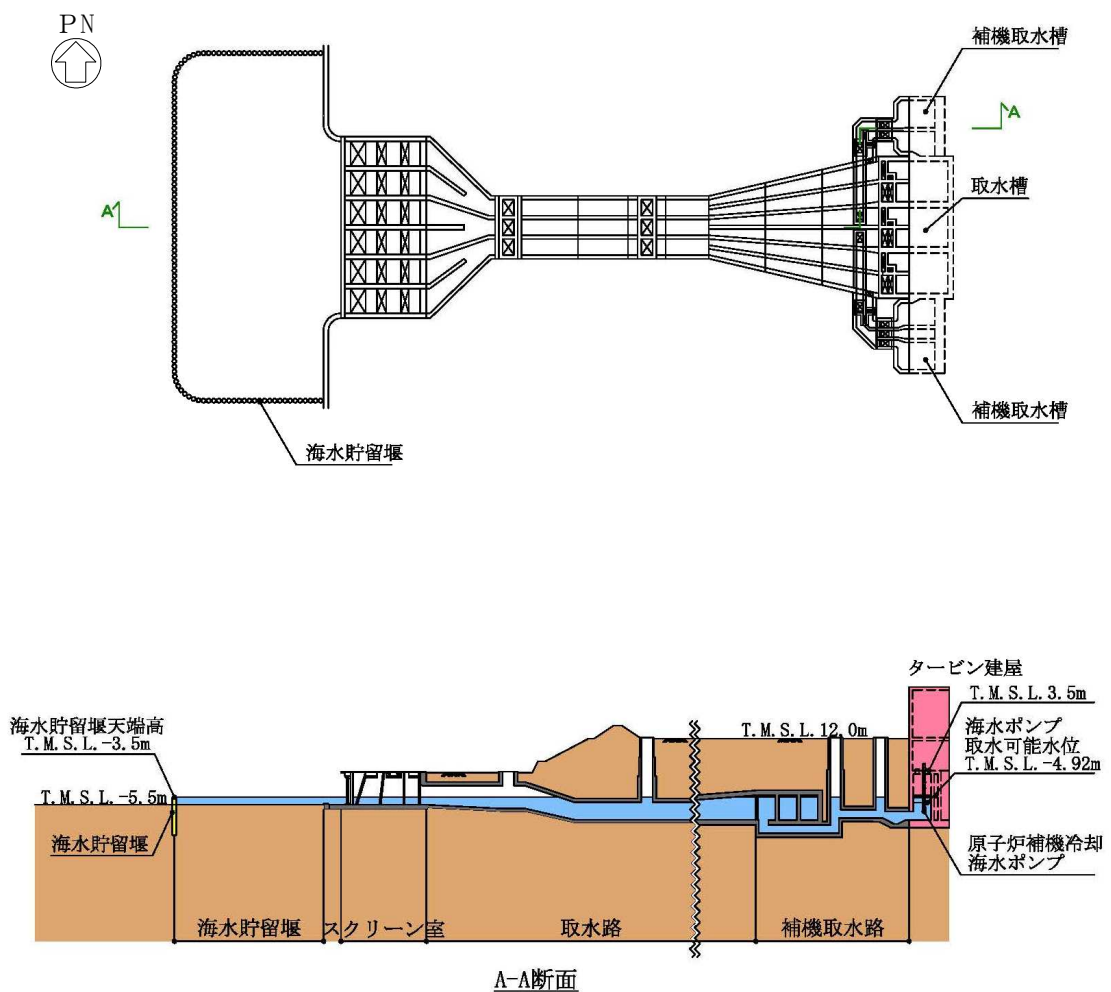 PN
補機取水槽
A
取水槽
A
補機取水槽
海水貯留堰
タービン建屋
T.M.S.L.3.5m
海水貯留堰天端高
T.M.S.L.-3.5m
T.M.S.L.12.0m
海水ポンプ
取水可能水位
T.M.S.L.-4.92m
T.M.S.L.-5.5m
海水貯留堰
原子炉補機冷却
海水ポンプ
海水貯留堰
スクリーン室
取水路
補機取水路
A-A断面